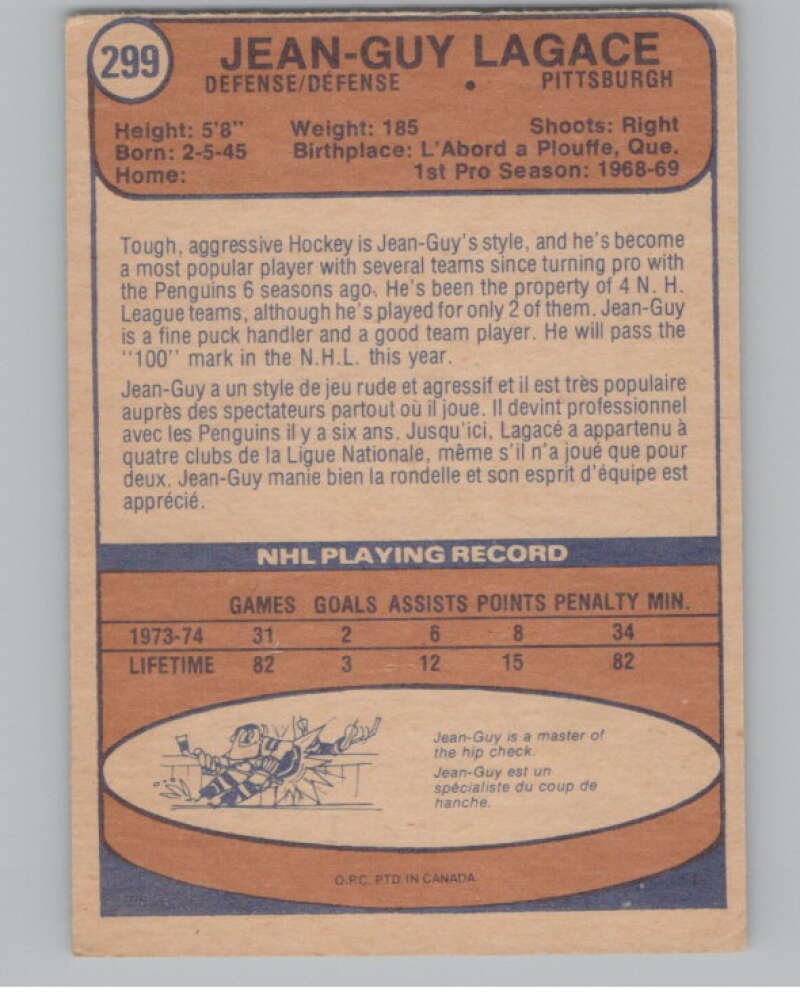 299
JEAN-GUY LAGACE
DEFENSE/DÉFENSE • PITTSBURGH
Height: 5'8" Weight: 185 Shoots: Right
Born: 2-5-45 Birthplace: L'Abord a Plouffe, Que.
Home: 1st Pro Season: 1968-69
Tough, aggressive Hockey is Jean-Guy's style, and he's become
a most popular player with several teams since turning pro with
the Penguins 6 seasons ago. He's been the property of 4 N. H.
League teams, although he's played for only 2 of them. Jean-Guy
is a fine puck handler and a good team player. He will pass the
"100" mark in the N.H.L. this year.
Jean-Guy a un style de jeu rude et agressif et il est très populaire
auprès des spectateurs partout où il joue. Il devint professionnel
avec les Penguins il y a six ans. Jusqu'ici, Lagacé a appartenu à
quatre clubs de la Ligue Nationale, même s'il n'a joué que pour
deux. Jean-Guy manie bien la rondelle et son esprit d'équipe est
apprécié.
NHL PLAYING RECORD
GAMES GOALS ASSISTS POINTS PENALTY MIN.
1973-74 31 2 6 8 34
LIFETIME 82 3 12 15 82
Jean-Guy is a master of
the hip check.
Jean-Guy est un
spécialiste du coup de
hanche.
O.P.C. PTD. IN CANADA